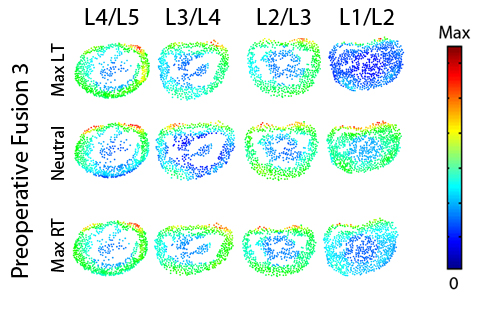 L4/L5 L3/L4 L2/L3 L1/L2
Max
Preoperative Fusion 3
Max LT
Neutral
Max RT
0